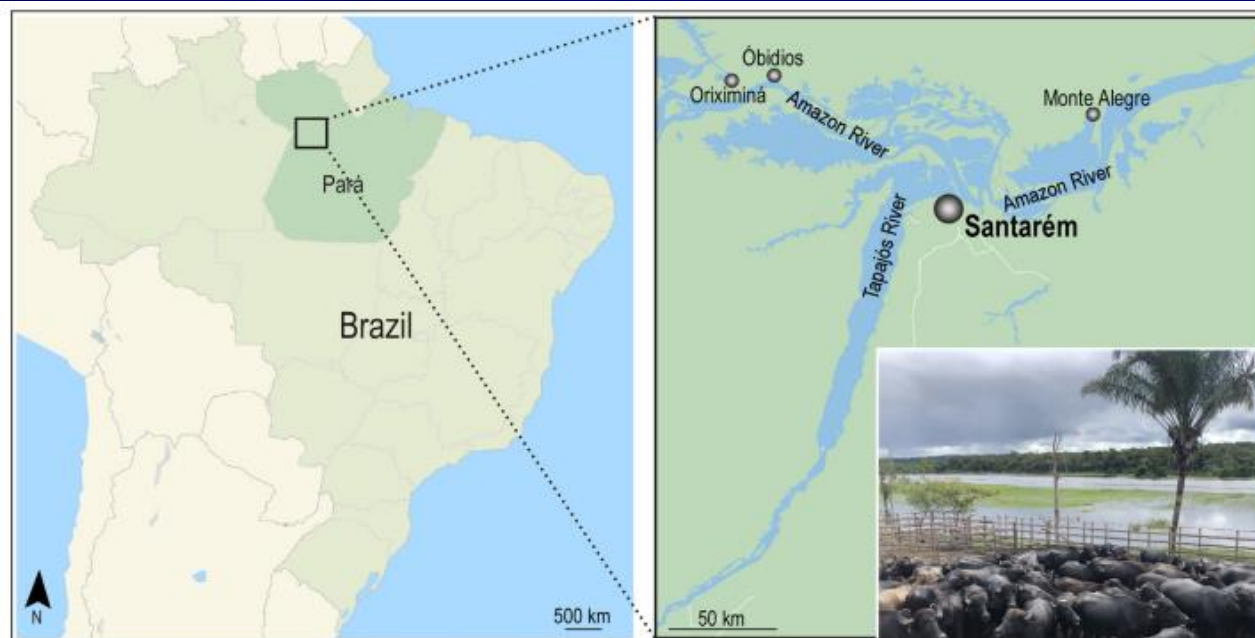 Pará
Brazil
N
500 km
Óbidios
Oriximiná
Amazon River
Monte Alegre
Amazon River
Santarém
Tapajós River
50 km